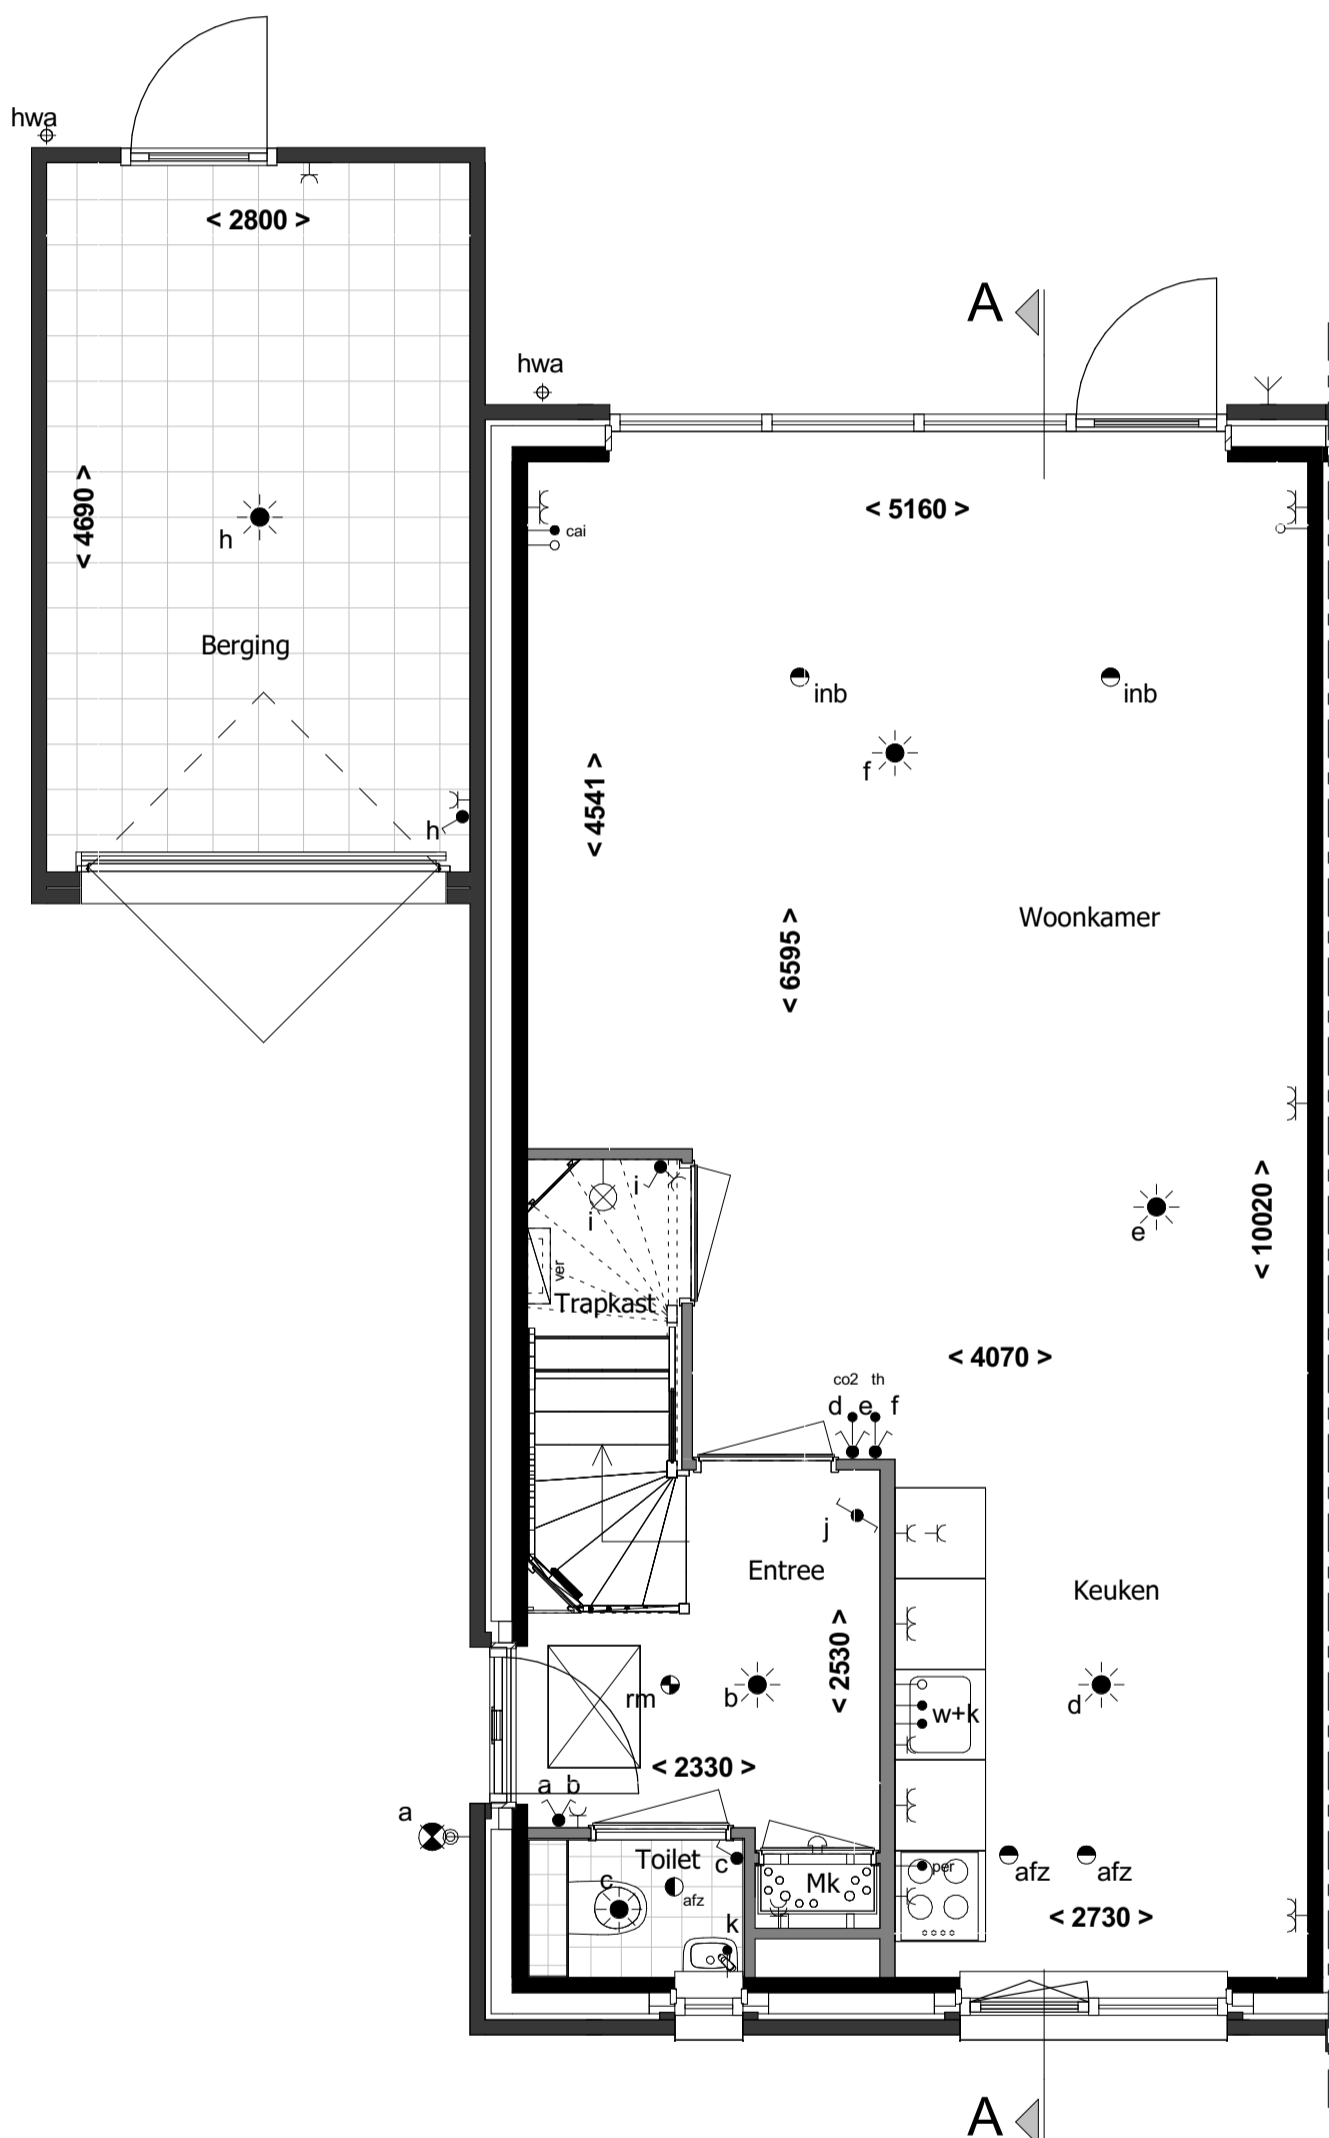 hwa
< 2800 >
A
hwa
< 4690 >
< 5160 >
cai
h
Berging
inb
inb
f
< 4541 >
h
Woonkamer
< 6595 >
i
i
e
< 10020 >
ver
Trapkast
< 4070 >
co2 th
d e f
j
Entree
Keuken
< 2530 >
rm
b
w+k
d
< 2330 >
a b
a
Toilet
c
c
afz
Mk
per
afz
afz
k
< 2730 >
A